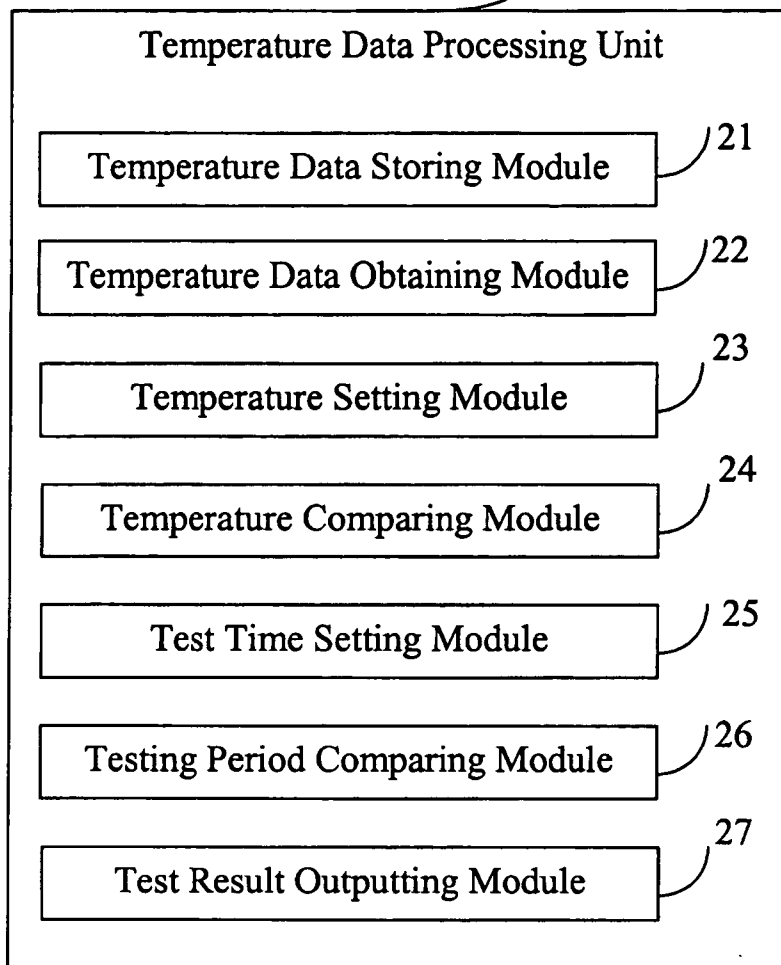 Temperature Data Processing Unit
21
Temperature Data Storing Module
22
Temperature Data Obtaining Module
23
Temperature Setting Module
24
Temperature Comparing Module
25
Test Time Setting Module
26
Testing Period Comparing Module
27
Test Result Outputting Module